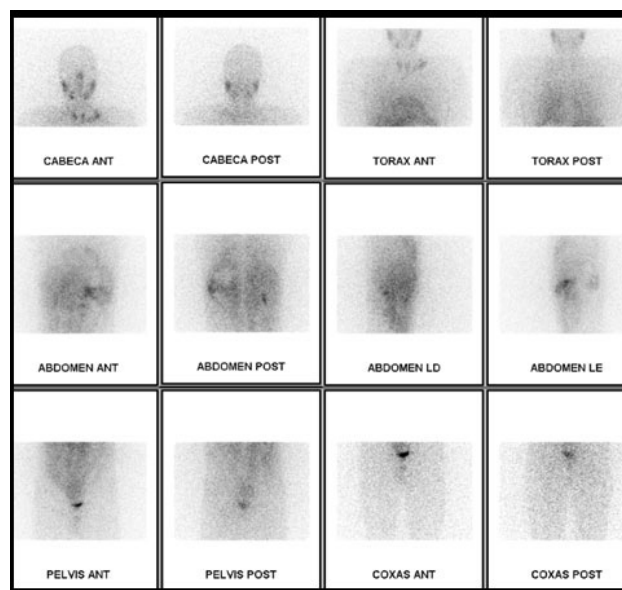 CABECA ANT
CABECA POST
TORAX ANT
TORAX POST
ABDOMEN ANT
ABDOMEN POST
ABDOMEN LD
ABDOMEN LE
PELVIS ANT
PELVIS POST
COXAS ANT
COXAS POST